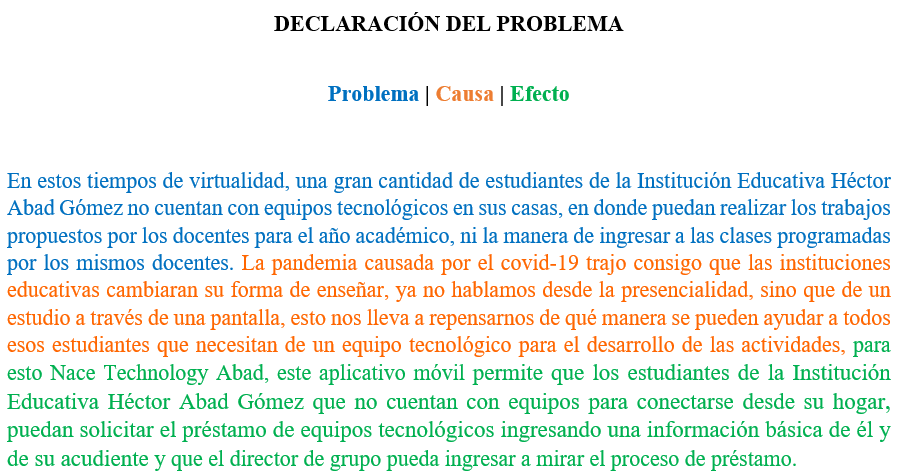 DECLARACIÓN DEL PROBLEMA
Problema | Causa | Efecto
En estos tiempos de virtualidad, una gran cantidad de estudiantes de la Institución Educativa Héctor
Abad Gómez no cuentan con equipos tecnológicos en sus casas, en donde puedan realizar los trabajos
propuestos por los docentes para el año académico, ni la manera de ingresar a las clases programadas
por los mismos docentes. La pandemia causada por el covid-19 trajo consigo que las instituciones
educativas cambiaran su forma de enseñar, ya no hablamos desde la presencialidad, sino que de un
estudio a través de una pantalla, esto nos lleva a repensarnos de qué manera se pueden ayudar a todos
esos estudiantes que necesitan de un equipo tecnológico para el desarrollo de las actividades, para
esto Nace Technology Abad, este aplicativo móvil permite que los estudiantes de la Institución
Educativa Héctor Abad Gómez que no cuentan con equipos para conectarse desde su hogar,
puedan solicitar el préstamo de equipos tecnológicos ingresando una información básica de él y
de su acudiente y que el director de grupo pueda ingresar a mirar el proceso de préstamo.